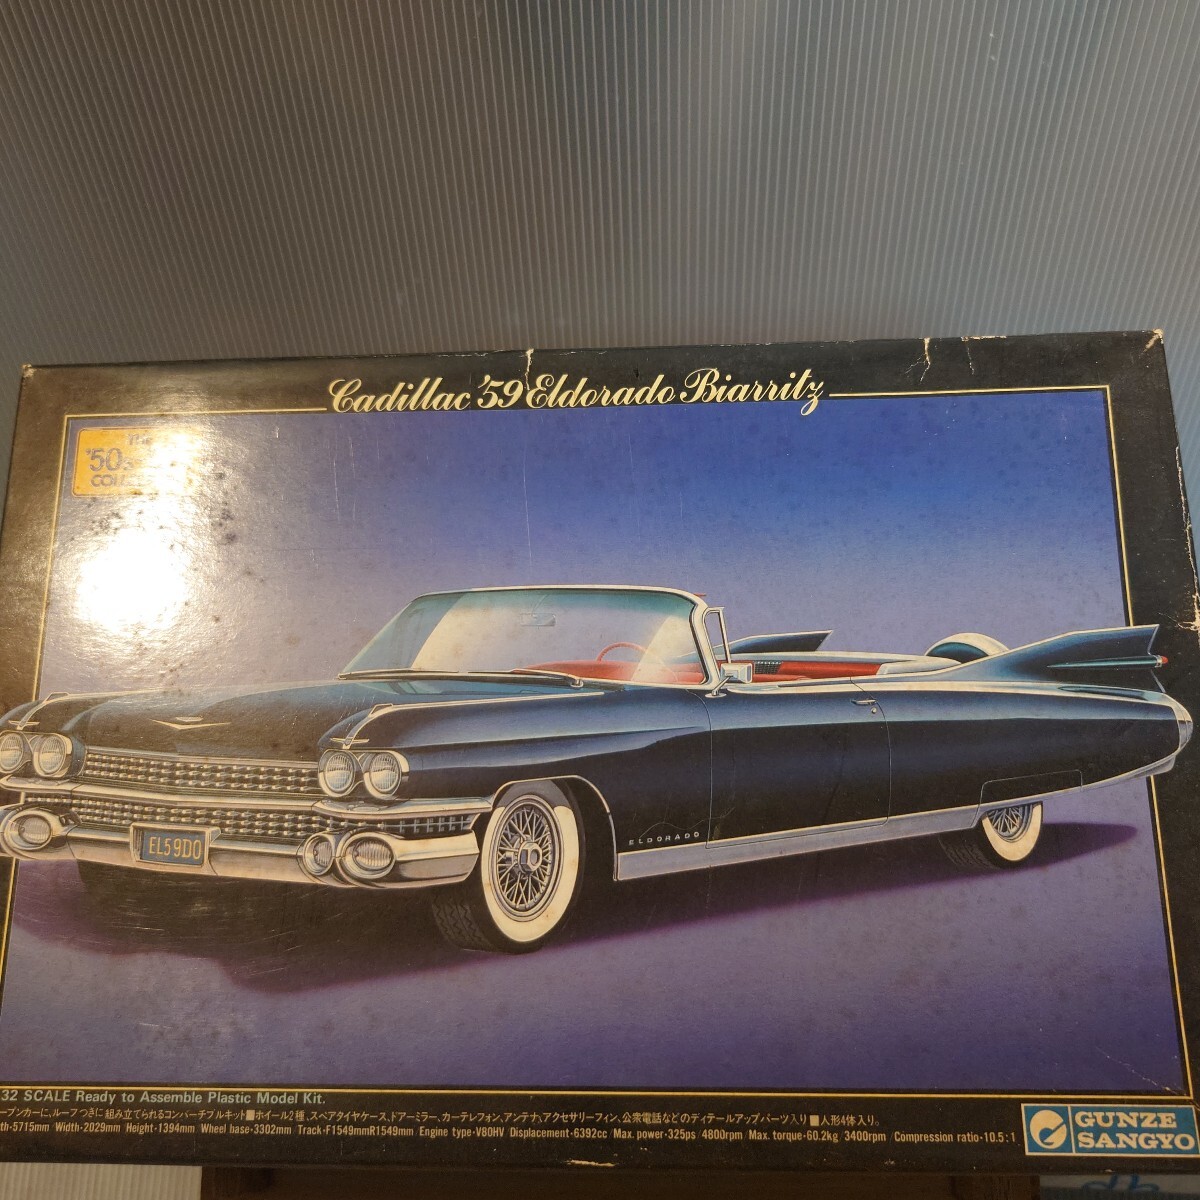 Cadillac '59 Eldorado Biarritz
The
'50s
ELDORADO
EL59DO
32 SCALE Ready to Assemble Plastic Model Kit.
ープンカーに、ルーフつきに組み立てられるコンバーチブルキット■ホイール2種、スペアタイヤケース、ドアーミラー、カーテレフォン、アンテナ、アクセサリーフィン、公衆電話などのディテールアップパーツ入り■人形4体入り。
th·5715mm Width·2029mm Height·1394mm Wheel base·3302mm Track·F1549mmR1549mm Engine type·V80HV Displacement·6392cc Max. power·325ps 4800rpm Max. torque·60.2kg 3400rpm Compression ratio·10.5:1
GUNZE
SANGYO